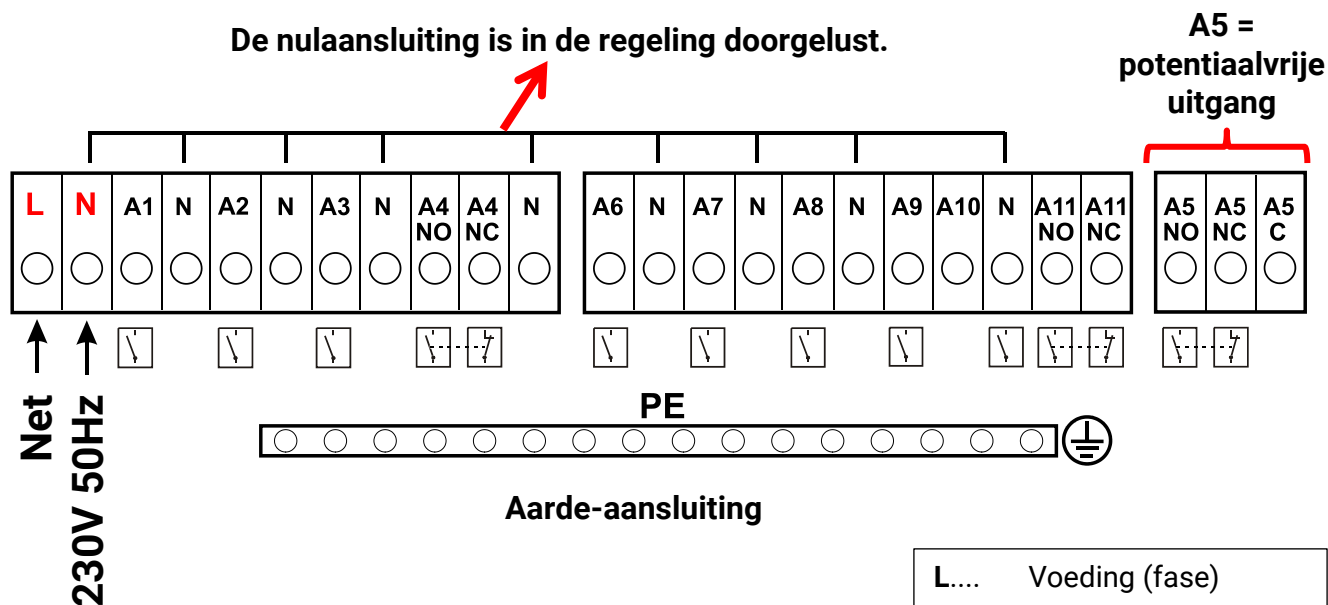 De nulaansluiting is in de regeling doorgelust.
A5 =
potentiaalvrije
uitgang
L N A1 N A2 N A3 N A4 NO A4 NC N A6 N A7 N A8 N A9 A10 N A11 NO A11 NC A5 NO A5 NC A5 C
Net
230V 50Hz
PE
Aarde-aansluiting
L.... Voeding (fase)